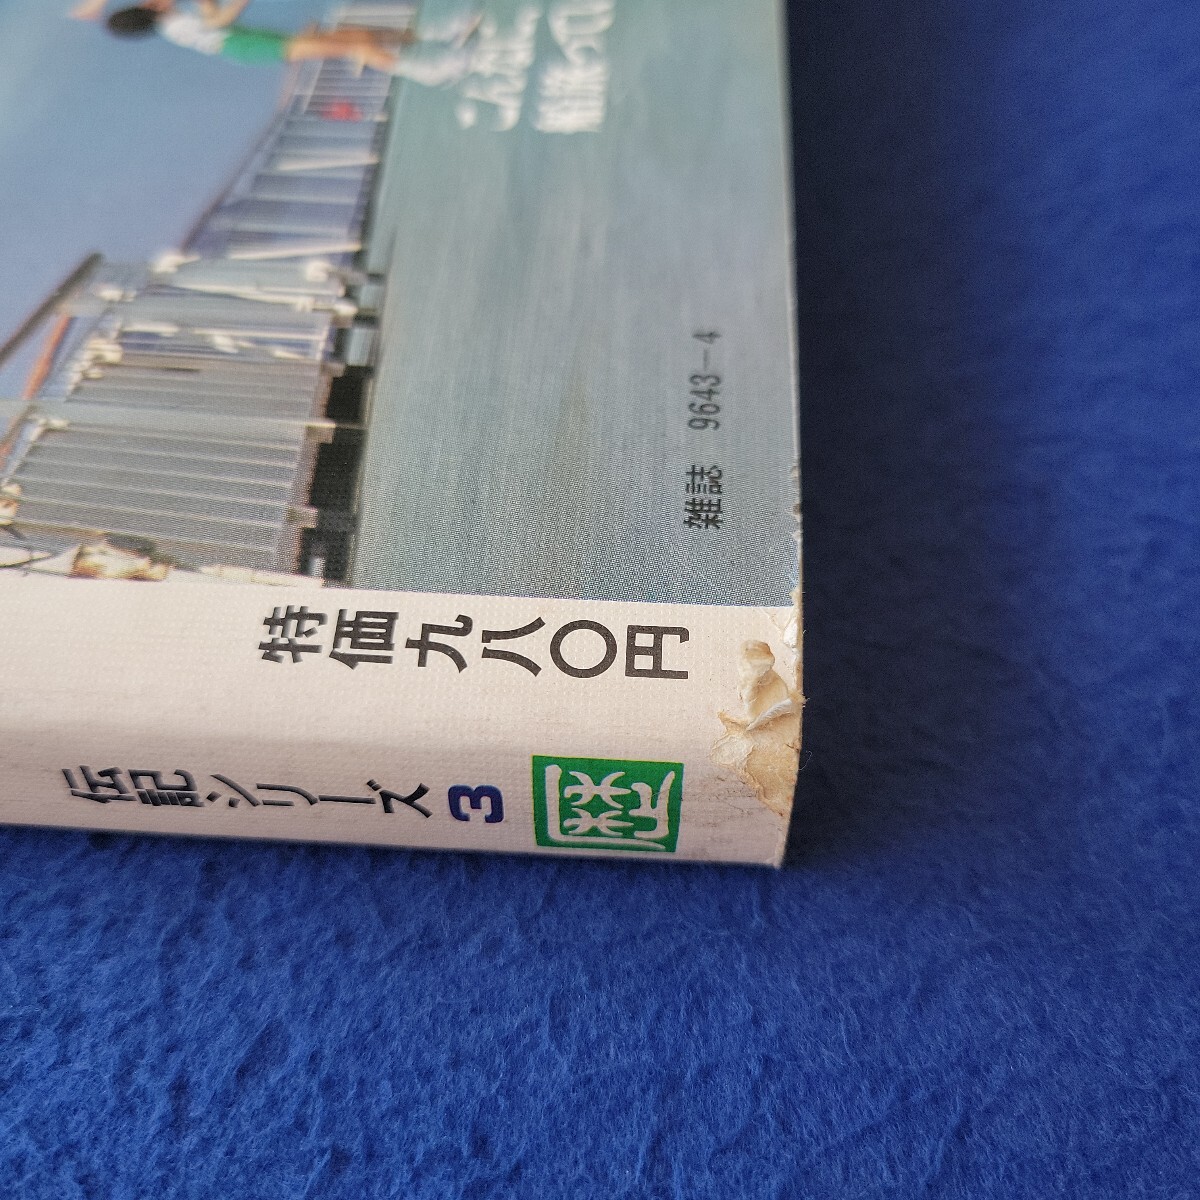 雑誌 9643-4
特価九八〇円
伝記シリーズ 3
歴